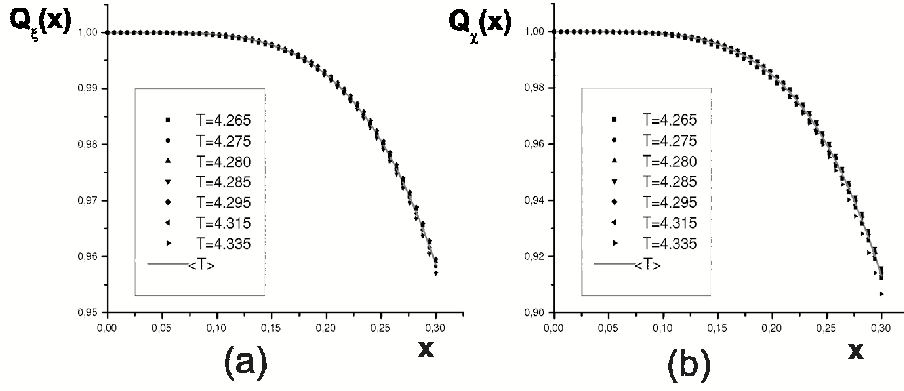 Qξ(x)
1.00
0.99
0.98
0.97
0.96
0.95
T=4.265
T=4.275
T=4.280
T=4.285
T=4.295
T=4.315
T=4.335
<T>
0.00 0.05 0,10 0,15 0,20 0,25 0,30
x
(a)
Qχ(x)
1.00
0,98
0,96
0,94
0,92
0,90
T=4.265
T=4.275
T=4.280
T=4.285
T=4.295
T=4.315
T=4.335
<T>
0.00 0.05 0,10 0,15 0,20 0,25 0,30
x
(b)